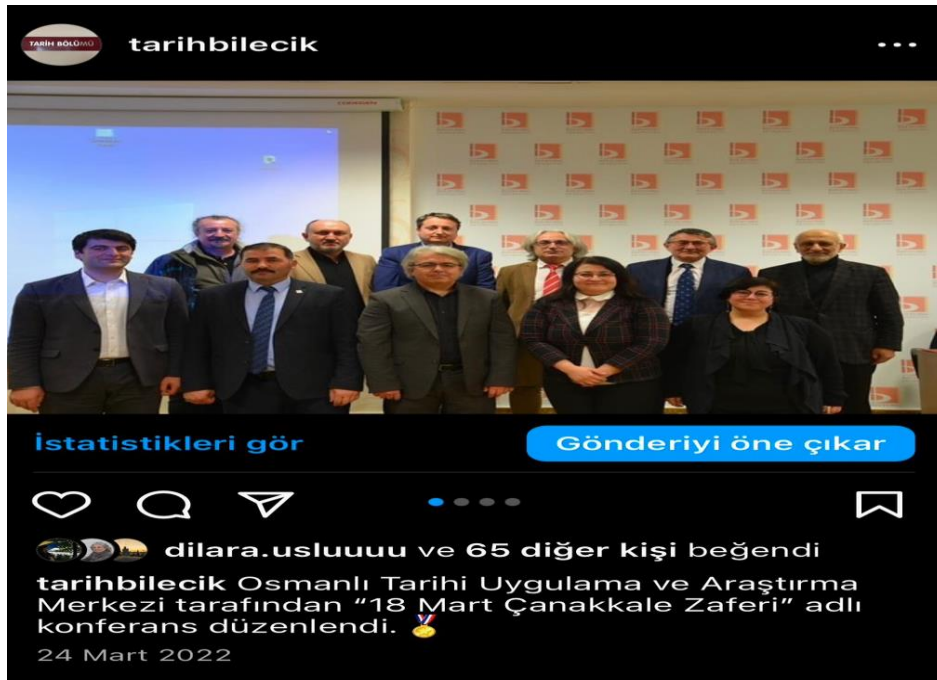 TARİH BÖLÜMÜ
tarihbilecik
İstatistikleri gör
Gönderiyi öne çıkar
dilara.usluuuu ve 65 diğer kişi beğendi
tarihbilecik Osmanlı Tarihi Uygulama ve Araştırma
Merkezi tarafından “18 Mart Çanakkale Zaferi” adlı
konferans düzenlendi. 🏅
24 Mart 2022